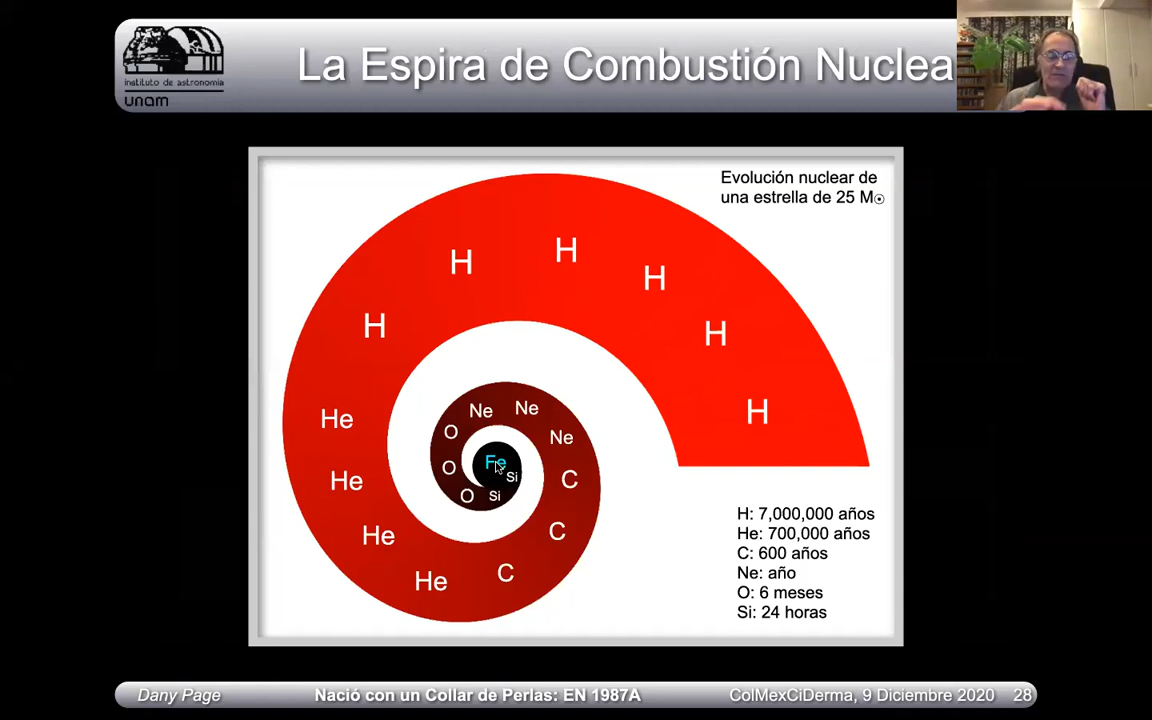 instituto de astronomía
unam
La Espira de Combustión Nuclea
Evolución nuclear de
una estrella de 25 M☉
H
H
H
H
H
H
He
He
He
He
C
C
C
Ne
Ne
Ne
O
O
O
Si
Si
Fe
H: 7,000,000 años
He: 700,000 años
C: 600 años
Ne: año
O: 6 meses
Si: 24 horas
Dany Page
Nació con un Collar de Perlas: EN 1987A
ColMexCiDerma, 9 Diciembre 2020 28